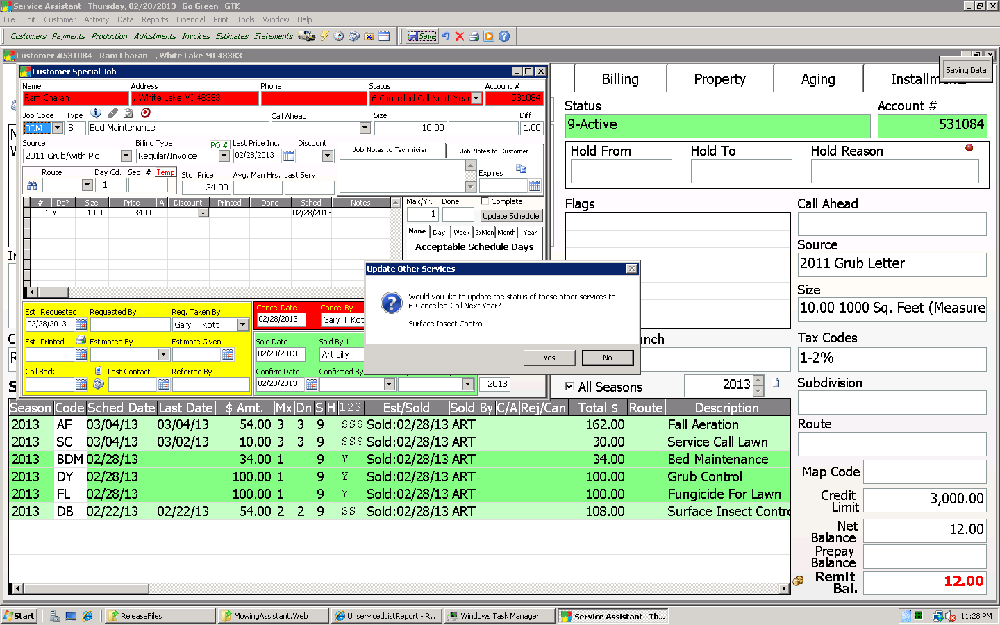 Service Assistant   Thursday, 02/28/2013   Go Green   GTK
File Edit Customer Activity Data Reports Financial Print Tools Window Help
Customers Payments Production Adjustments Invoices Estimates Statements Save
Customer #531084 - Ram Charan - , White Lake MI 48383
Saving Data
Customer Special Job
Name Address Phone Status Account #
Ram Charan , White Lake MI 48383 6-Cancelled-Call Next Year 531084
Job Code Type Call Ahead Size Diff.
BDM S Bed Maintenance 10.00 1.00
Source Billing Type PO # Last Price Inc. Discount
2011 Grub/with Pic Regular/Invoice 02/28/2013
Job Notes to Technician Job Notes to Customer
Expires
Route Day Cd. Seq. # Temp Std. Price Avg. Man Hrs. Last Serv.
1 34.00
# Do? Size Price A Discount Printed Done Sched Notes
1 Y 10.00 34.00 02/28/2013
Max/Yr. Done Complete
1 Update Schedule
None Day Week 2xMon Month Year
Acceptable Schedule Days
Est. Requested Requested By Req. Taken By
02/28/2013 Gary T Kott
Est. Printed Estimated By Estimate Given
Call Back Last Contact Referred By
Cancel Date Cancel By
02/28/2013 Gary T Kot
Sold Date Sold By 1
02/28/2013 Art Lilly
Confirm Date Confirmed By
02/28/2013 2013
Update Other Services
Would you like to update the status of these other services to
6-Cancelled-Call Next Year?
Surface Insect Control
Yes No
Billing Property Aging Installm
Status Account #
9-Active 531084
Hold From Hold To Hold Reason
Flags
Call Ahead
Source
2011 Grub Letter
Size
10.00 1000 Sq. Feet (Measure
Tax Codes
1-2%
Subdivision
Route
Map Code
Credit Limit 3,000.00
Net Balance 12.00
Prepay Balance
Remit Bal. 12.00
anch
All Seasons 2013
Season Code Sched Date Last Date $ Amt. Mx Dn S H 123 Est/Sold Sold By C/A Rej/Can Total $ Route Description
2013 AF 03/04/13 03/04/13 54.00 3 3 9 SSS Sold:02/28/13 ART 162.00 Fall Aeration
2013 SC 03/04/13 03/02/13 10.00 3 3 9 SSS Sold:02/28/13 ART 30.00 Service Call Lawn
2013 BDM 02/28/13 34.00 1 9 Y Sold:02/28/13 ART 34.00 Bed Maintenance
2013 DY 02/28/13 100.00 1 9 Y Sold:02/28/13 ART 100.00 Grub Control
2013 FL 02/28/13 100.00 1 9 Y Sold:02/28/13 ART 100.00 Fungicide For Lawn
2013 DB 02/22/13 02/22/13 54.00 2 2 9 SS Sold:02/28/13 ART 108.00 Surface Insect Contro
Start ReleaseFiles MowingAssistant.Web UnservicedListReport - R... Windows Task Manager Service Assistant Th... 11:28 PM